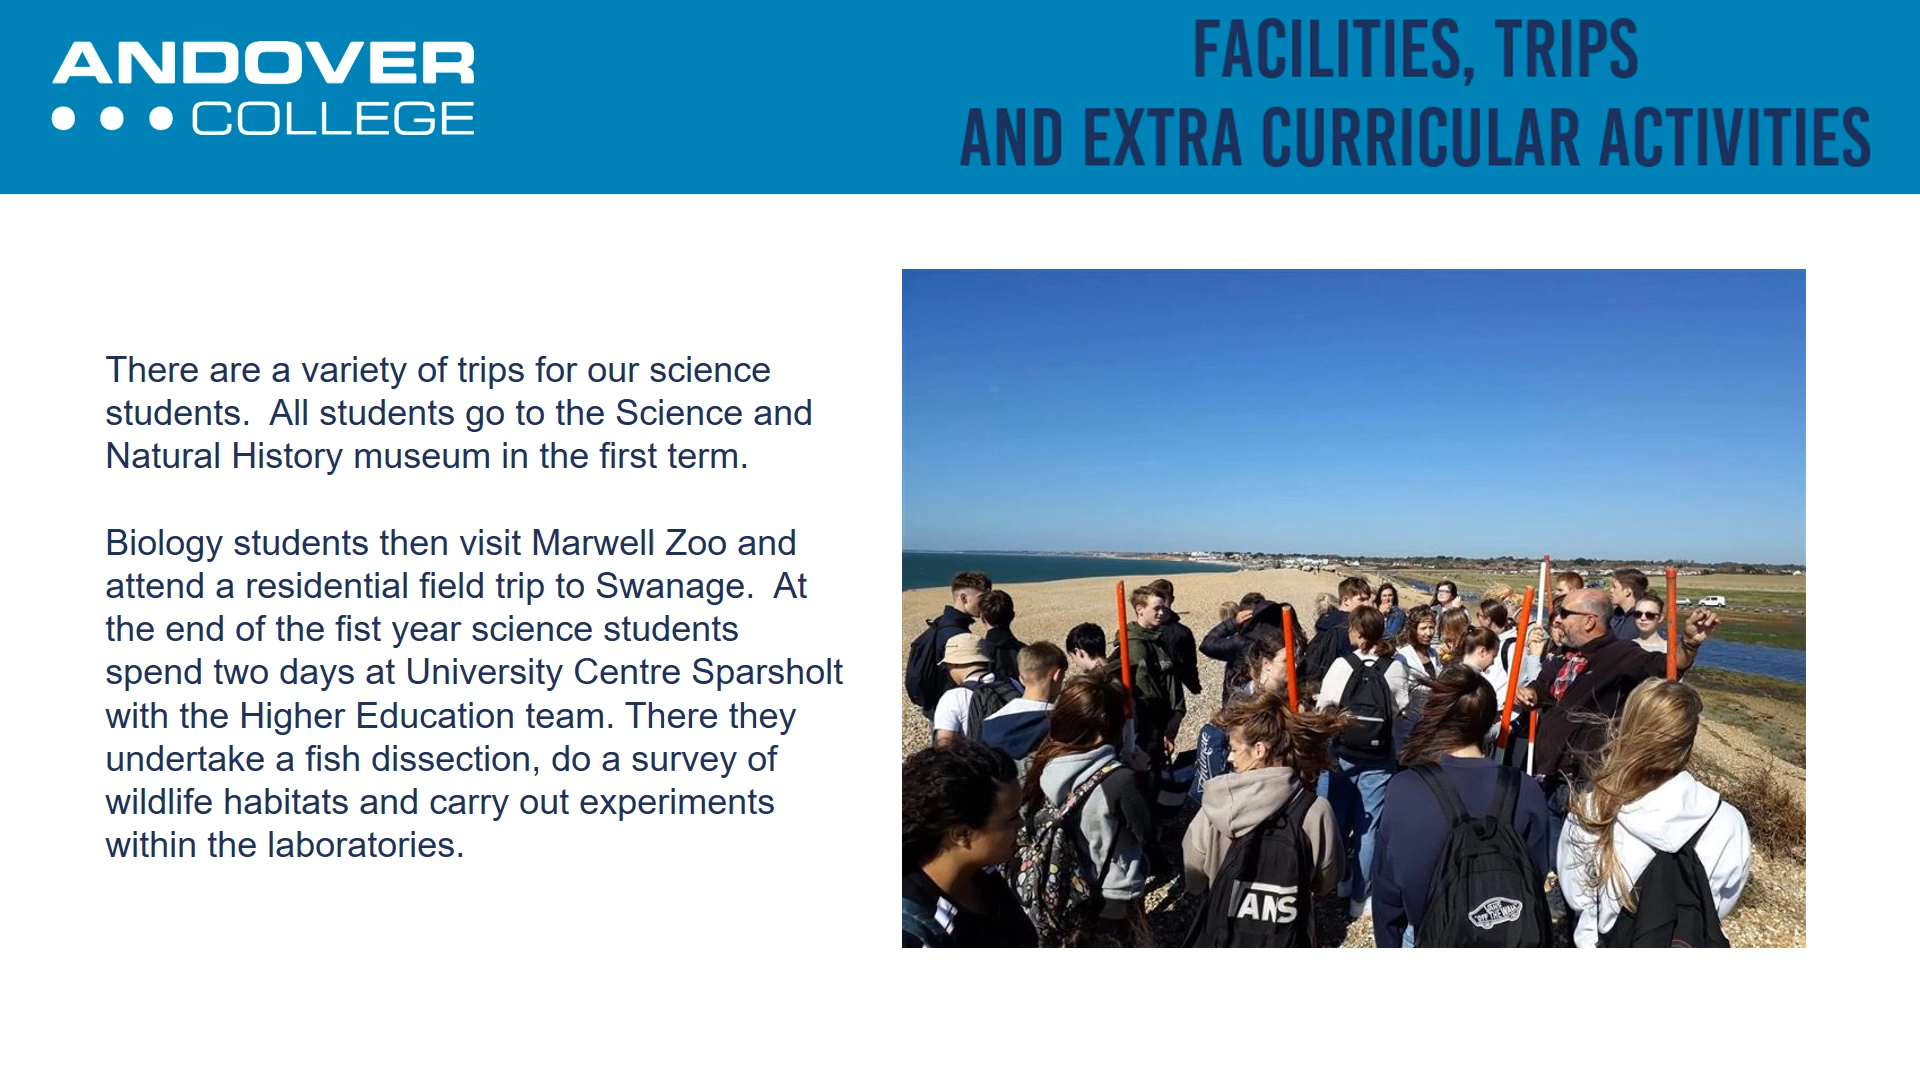 ANDOVER
COLLEGE
FACILITIES, TRIPS
AND EXTRA CURRICULAR ACTIVITIES
There are a variety of trips for our science
students.  All students go to the Science and
Natural History museum in the first term.
Biology students then visit Marwell Zoo and
attend a residential field trip to Swanage.  At
the end of the fist year science students
spend two days at University Centre Sparsholt
with the Higher Education team. There they
undertake a fish dissection, do a survey of
wildlife habitats and carry out experiments
within the laboratories.
ANS
VANS
"OFF THE WALL"